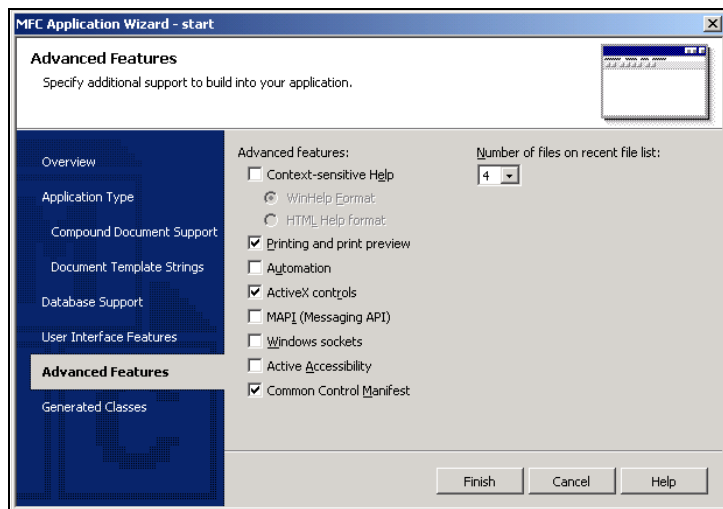 MFC Application Wizard - start
Advanced Features
Specify additional support to build into your application.
Overview
Application Type
Compound Document Support
Document Template Strings
Database Support
User Interface Features
Advanced Features
Generated Classes
Advanced features:
Context-sensitive Help
WinHelp Format
HTML Help format
Printing and print preview
Automation
ActiveX controls
MAPI (Messaging API)
Windows sockets
Active Accessibility
Common Control Manifest
Number of files on recent file list:
4
Finish Cancel Help